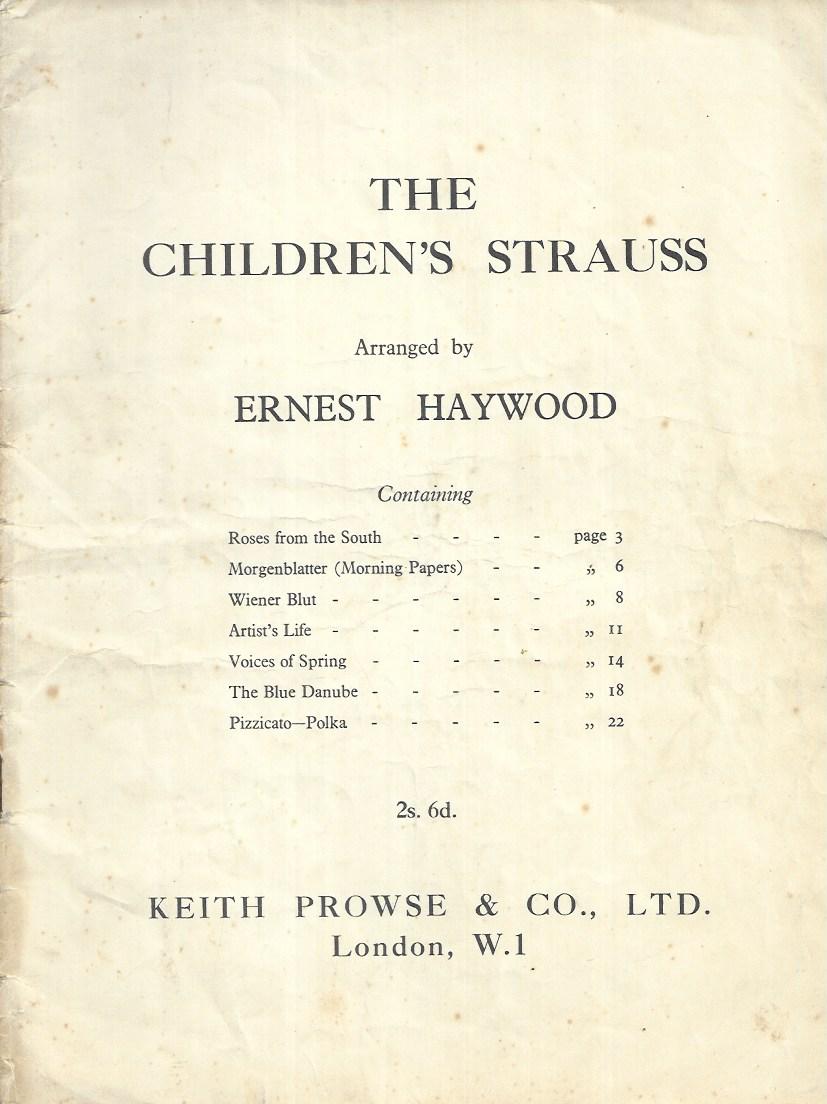 THE
CHILDREN'S STRAUSS
Arranged by
ERNEST HAYWOOD
Containing
Roses from the South - - - - page 3
Morgenblatter (Morning Papers) - - „ 6
Wiener Blut - - - - - - „ 8
Artist's Life - - - - - - „ 11
Voices of Spring - - - - - „ 14
The Blue Danube - - - - - „ 18
Pizzicato—Polka - - - - - „ 22
2s. 6d.
KEITH PROWSE & CO., LTD.
London, W.1